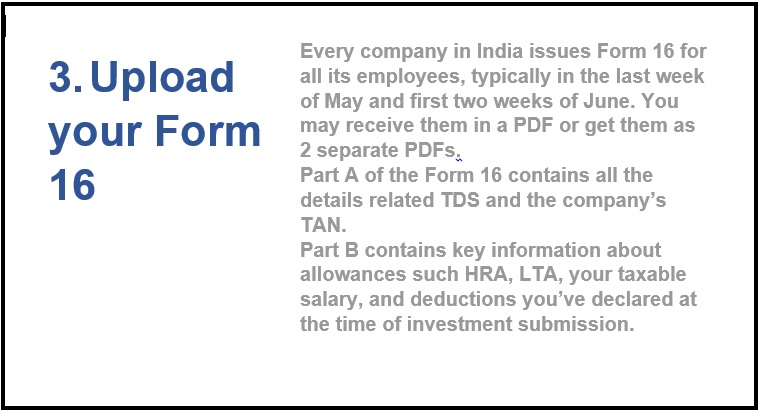 3. Upload
your Form
16
Every company in India issues Form 16 for
all its employees, typically in the last week
of May and first two weeks of June. You
may receive them in a PDF or get them as
2 separate PDFs.
Part A of the Form 16 contains all the
details related TDS and the company’s
TAN.
Part B contains key information about
allowances such HRA, LTA, your taxable
salary, and deductions you’ve declared at
the time of investment submission.